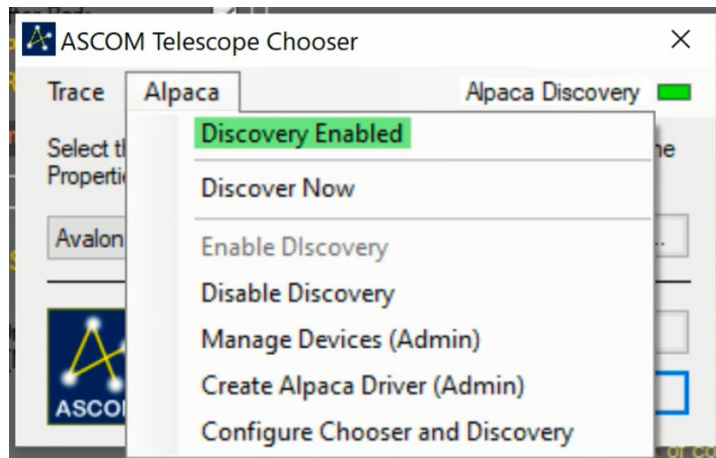 ASCOM Telescope Chooser
Trace Alpaca Alpaca Discovery
Discovery Enabled
Select
Discover Now
Avalon
Enable DIscovery
Disable Discovery
Manage Devices (Admin)
Create Alpaca Driver (Admin)
Configure Chooser and Discovery